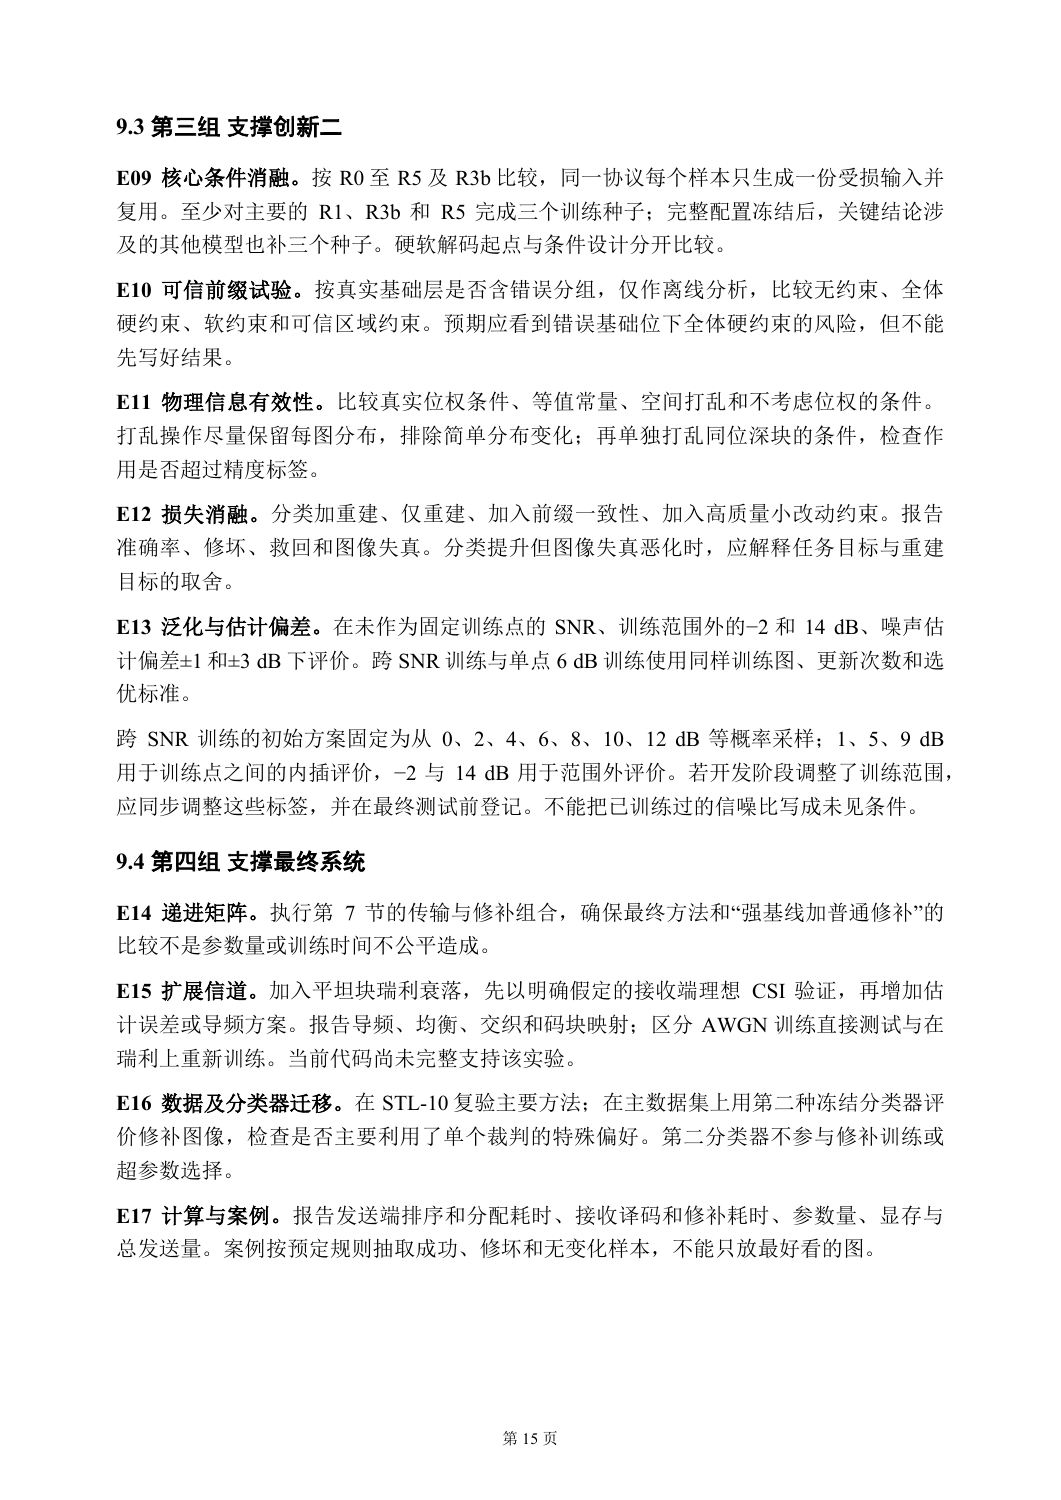 9.3 第三组 支撑创新二
E09 核心条件消融。按 R0 至 R5 及 R3b 比较，同一协议每个样本只生成一份受损输入并
复用。至少对主要的 R1、R3b 和 R5 完成三个训练种子；完整配置冻结后，关键结论涉
及的其他模型也补三个种子。硬软解码起点与条件设计分开比较。
E10 可信前缀试验。按真实基础层是否含错误分组，仅作离线分析，比较无约束、全体
硬约束、软约束和可信区域约束。预期应看到错误基础位下全体硬约束的风险，但不能
先写好结果。
E11 物理信息有效性。比较真实位权条件、等值常量、空间打乱和不考虑位权的条件。
打乱操作尽量保留每图分布，排除简单分布变化；再单独打乱同位深块的条件，检查作
用是否超过精度标签。
E12 损失消融。分类加重建、仅重建、加入前缀一致性、加入高质量小改动约束。报告
准确率、修坏、救回和图像失真。分类提升但图像失真恶化时，应解释任务目标与重建
目标的取舍。
E13 泛化与估计偏差。在未作为固定训练点的 SNR、训练范围外的−2 和 14 dB、噪声估
计偏差±1 和±3 dB 下评价。跨 SNR 训练与单点 6 dB 训练使用同样训练图、更新次数和选
优标准。
跨 SNR 训练的初始方案固定为从 0、2、4、6、8、10、12 dB 等概率采样；1、5、9 dB
用于训练点之间的内插评价，−2 与 14 dB 用于范围外评价。若开发阶段调整了训练范围，
应同步调整这些标签，并在最终测试前登记。不能把已训练过的信噪比写成未见条件。
9.4 第四组 支撑最终系统
E14 递进矩阵。执行第 7 节的传输与修补组合，确保最终方法和“强基线加普通修补”的
比较不是参数量或训练时间不公平造成。
E15 扩展信道。加入平坦块瑞利衰落，先以明确假定的接收端理想 CSI 验证，再增加估
计误差或导频方案。报告导频、均衡、交织和码块映射；区分 AWGN 训练直接测试与在
瑞利上重新训练。当前代码尚未完整支持该实验。
E16 数据及分类器迁移。在 STL-10 复验主要方法；在主数据集上用第二种冻结分类器评
价修补图像，检查是否主要利用了单个裁判的特殊偏好。第二分类器不参与修补训练或
超参数选择。
E17 计算与案例。报告发送端排序和分配耗时、接收译码和修补耗时、参数量、显存与
总发送量。案例按预定规则抽取成功、修坏和无变化样本，不能只放最好看的图。
第 15 页